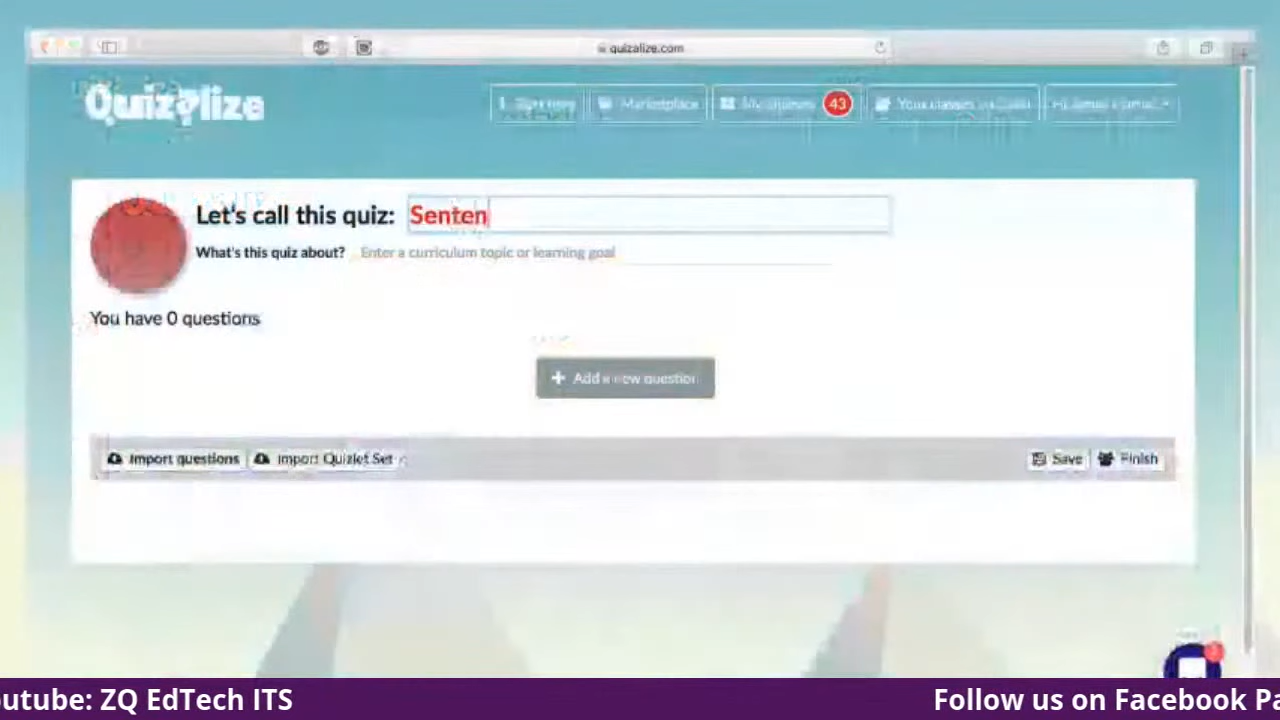 quizalize.com
Quizalize
Marketplace
43
Let's call this quiz: Senten
What's this quiz about? Enter a curriculum topic or learning goal
You have 0 questions
+ Add a new question
Import questions
Import Quizlet Set
Save
Finish
outube: ZQ EdTech ITS
Follow us on Facebook Pa